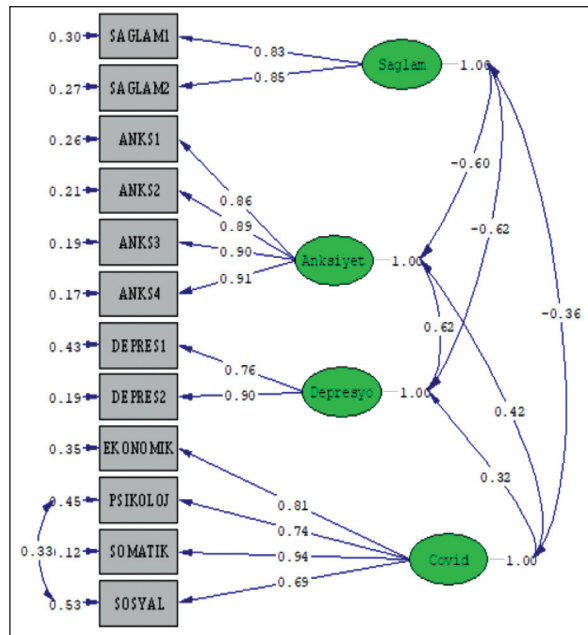 0.30 SAGLAM1 0.83 Saglam 1.00
0.27 SAGLAM2 0.85
0.26 ANKS1 0.86
0.21 ANKS2 0.89
0.19 ANKS3 0.90 Anksiyet 1.00
0.17 ANKS4 0.91
0.43 DEPRES1 0.76
0.19 DEPRES2 0.90 Depresyo 1.00
0.35 EKONOMIK 0.81
0.45 PSIKOLOJ 0.74
0.12 SOMATIK 0.94 Covid 1.00
0.53 SOSYAL 0.69
0.33
-0.60
-0.62
-0.36
0.62
0.42
0.32